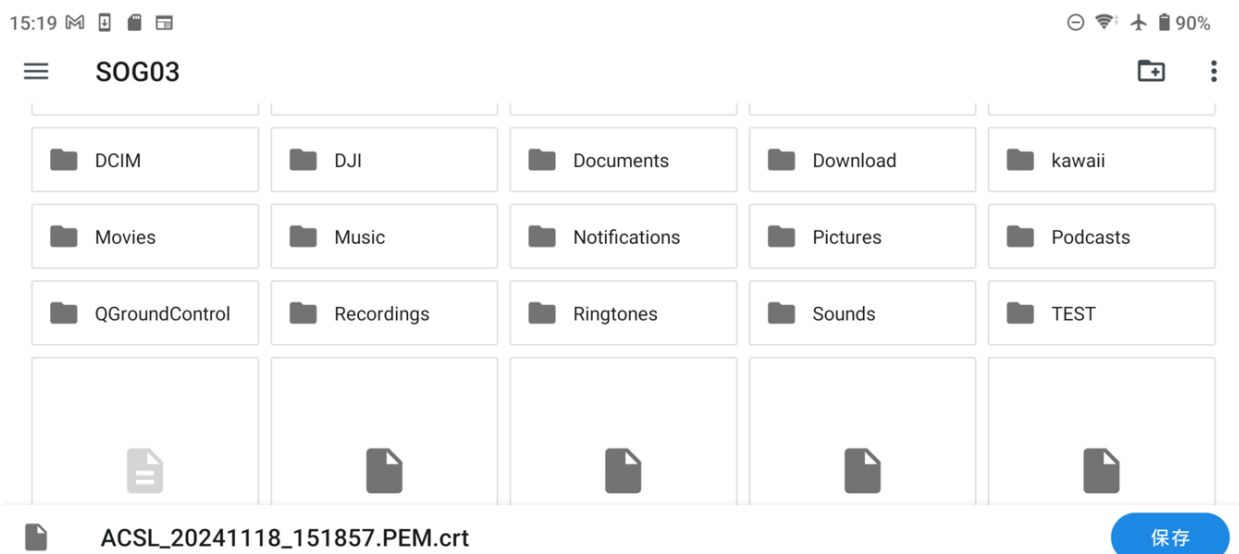 15:19 90%
SOG03
DCIM DJI Documents Download kawaii
Movies Music Notifications Pictures Podcasts
QGroundControl Recordings Ringtones Sounds TEST
ACSL_20241118_151857.PEM.crt 保存